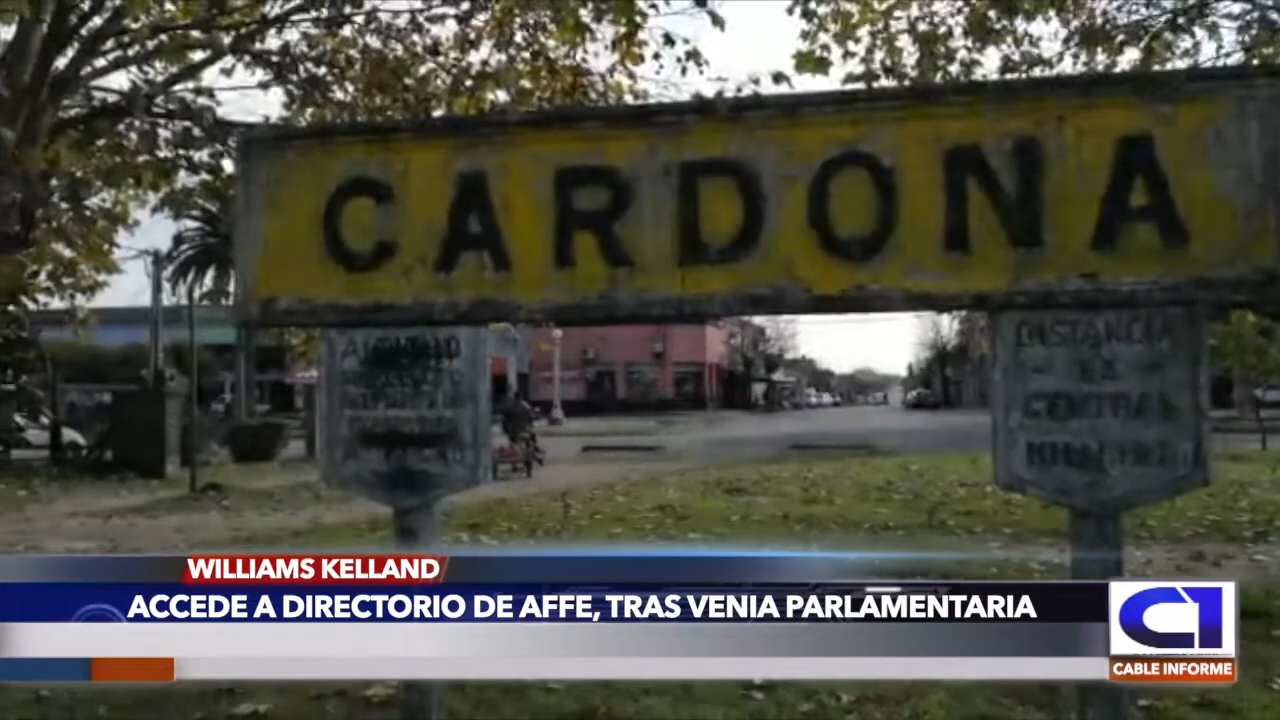 CARDONA
DISTANCIA
CENTRAL
WILLIAMS KELLAND
ACCEDE A DIRECTORIO DE AFFE, TRAS VENIA PARLAMENTARIA
C1
CABLE INFORME